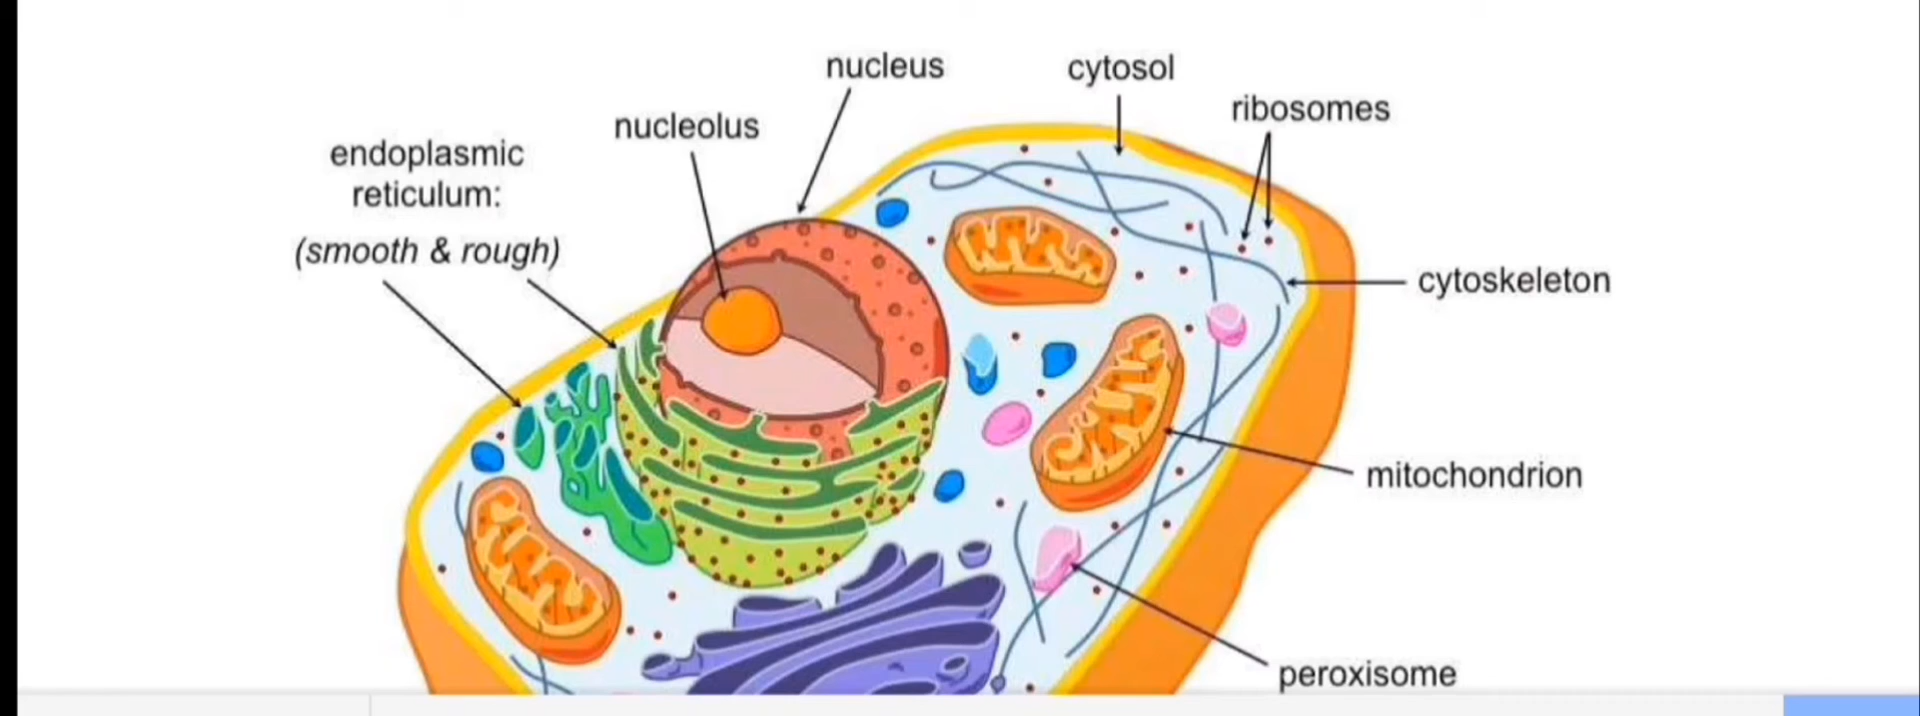 nucleus
cytosol
ribosomes
nucleolus
endoplasmic
reticulum:
(smooth & rough)
cytoskeleton
mitochondrion
peroxisome